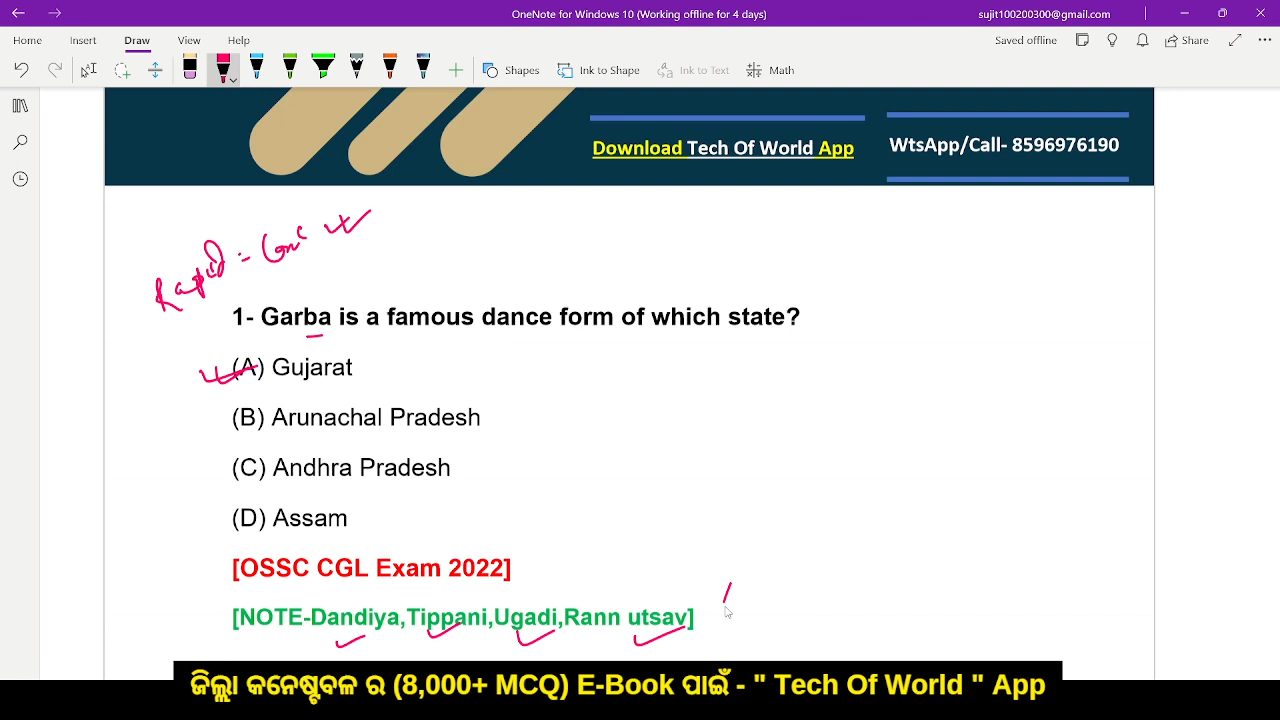 OneNote for Windows 10 (Working offline for 4 days)
sujit100200300@gmail.com
Home Insert Draw View Help
Saved offline
Share
Shapes
Ink to Shape
Ink to Text
Math
Download Tech Of World App
WtsApp/Call- 8596976190
Rapid =
1- Garba is a famous dance form of which state?
(A) Gujarat
(B) Arunachal Pradesh
(C) Andhra Pradesh
(D) Assam
[OSSC CGL Exam 2022]
[NOTE-Dandiya,Tippani,Ugadi,Rann utsav]
ଜିଲ୍ଲା କନେଷ୍ଟବଳ ର (8,000+ MCQ) E-Book ପାଇଁ - " Tech Of World " App